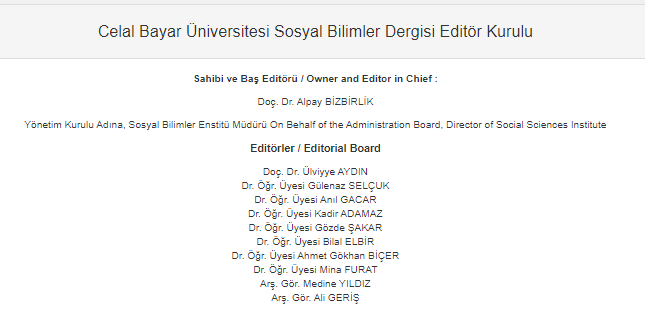 Celal Bayar Üniversitesi Sosyal Bilimler Dergisi Editör Kurulu
Sahibi ve Baş Editörü / Owner and Editor in Chief :
Doç. Dr. Alpay BİZBİRLİK
Yönetim Kurulu Adına, Sosyal Bilimler Enstitü Müdürü On Behalf of the Administration Board, Director of Social Sciences Institute
Editörler / Editorial Board
Doç. Dr. Ülviyye AYDIN
Dr. Öğr. Üyesi Gülenaz SELÇUK
Dr. Öğr. Üyesi Anıl GACAR
Dr. Öğr. Üyesi Kadir ADAMAZ
Dr. Öğr. Üyesi Gözde ŞAKAR
Dr. Öğr. Üyesi Bilal ELBİR
Dr. Öğr. Üyesi Ahmet Gökhan BİÇER
Dr. Öğr. Üyesi Mina FURAT
Arş. Gör. Medine YILDIZ
Arş. Gör. Ali GERİŞ